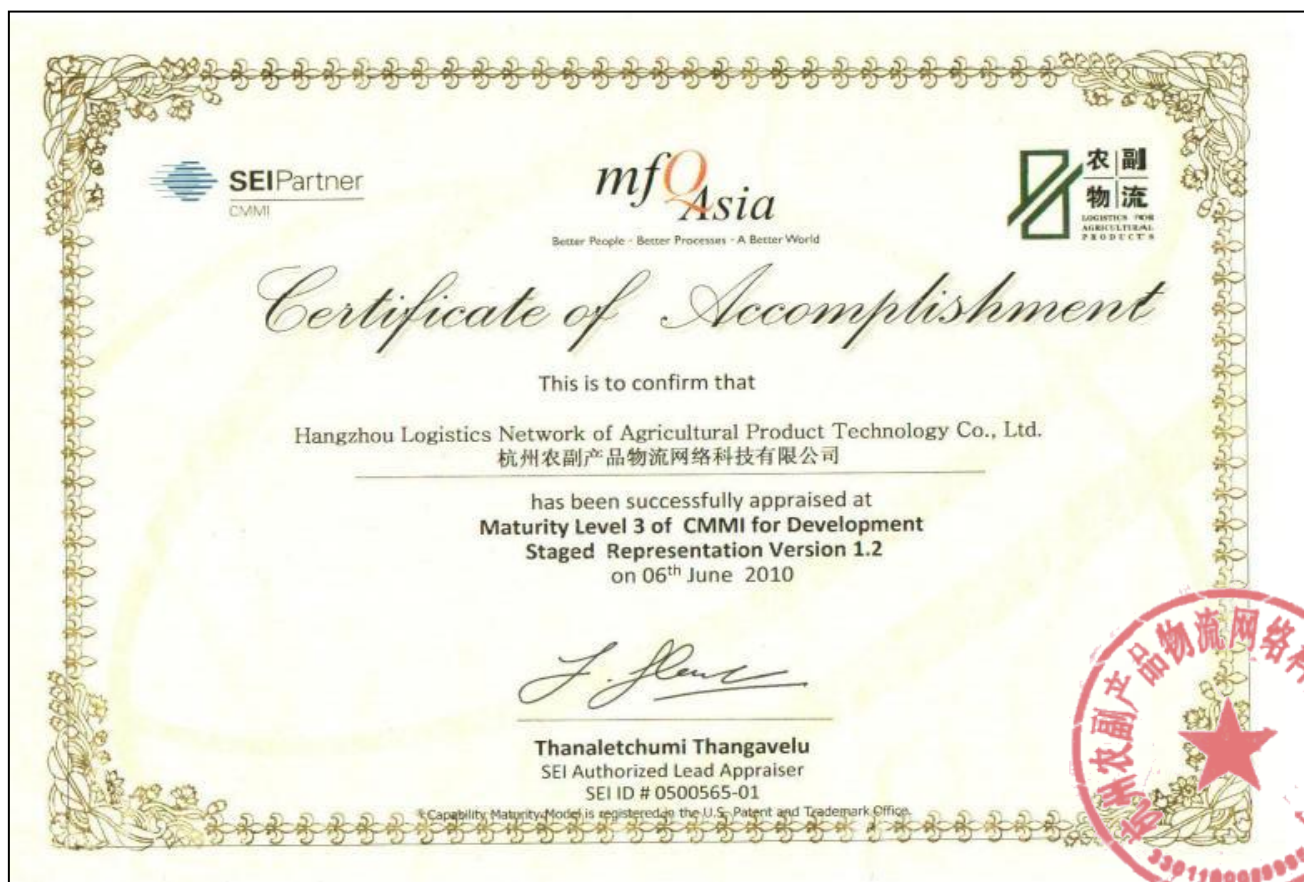 SEIPartner
CMMI
mfQ
Asia
Better People - Better Processes - A Better World
农副
物流
LOGISTICS FOR
AGRICULTURAL
PRODUCTS
Certificate of Accomplishment
This is to confirm that
Hangzhou Logistics Network of Agricultural Product Technology Co., Ltd.
杭州农副产品物流网络科技有限公司
has been successfully appraised at
Maturity Level 3 of CMMI for Development
Staged Representation Version 1.2
on 06th June 2010
Thanaletchumi Thangavelu
SEI Authorized Lead Appraiser
SEI ID # 0500565-01
Capability Maturity Model is registered in the U.S. Patent and Trademark Office.
州农副产品物流网络科